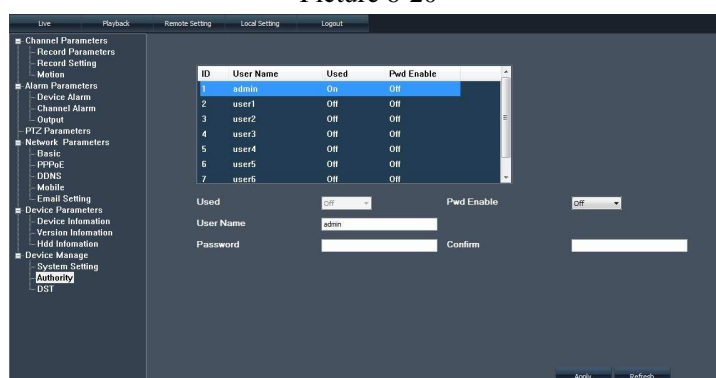 Live Playback Remote Setting Local Setting Logout
Channel Parameters
Record Parameters
Record Setting
Motion
Alarm Parameters
Device Alarm
Channel Alarm
Output
PTZ Parameters
Network Parameters
Basic
PPPoE
DDNS
Mobile
Email Setting
Device Parameters
Device Infomation
Version Infomation
Hdd Infomation
Device Manage
System Setting
Authority
DST
ID User Name Used Pwd Enable
1 admin On Off
2 user1 Off Off
3 user2 Off Off
4 user3 Off Off
5 user4 Off Off
6 user5 Off Off
7 user6 Off Off
Used Off Pwd Enable Off
User Name admin
Password Confirm
Apply Refresh